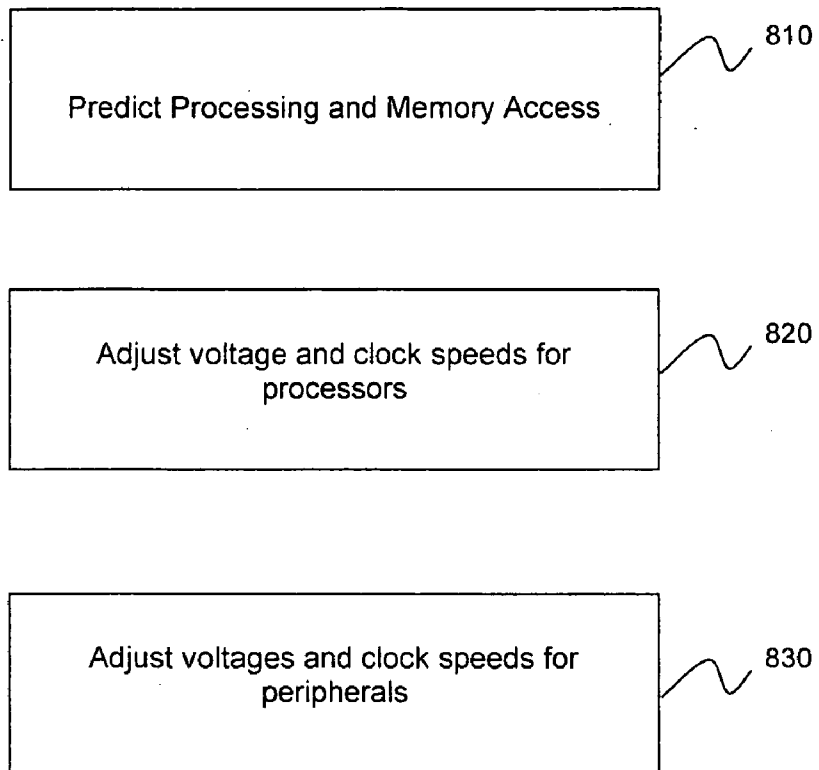 810
Predict Processing and Memory Access
820
Adjust voltage and clock speeds for
processors
830
Adjust voltages and clock speeds for
peripherals